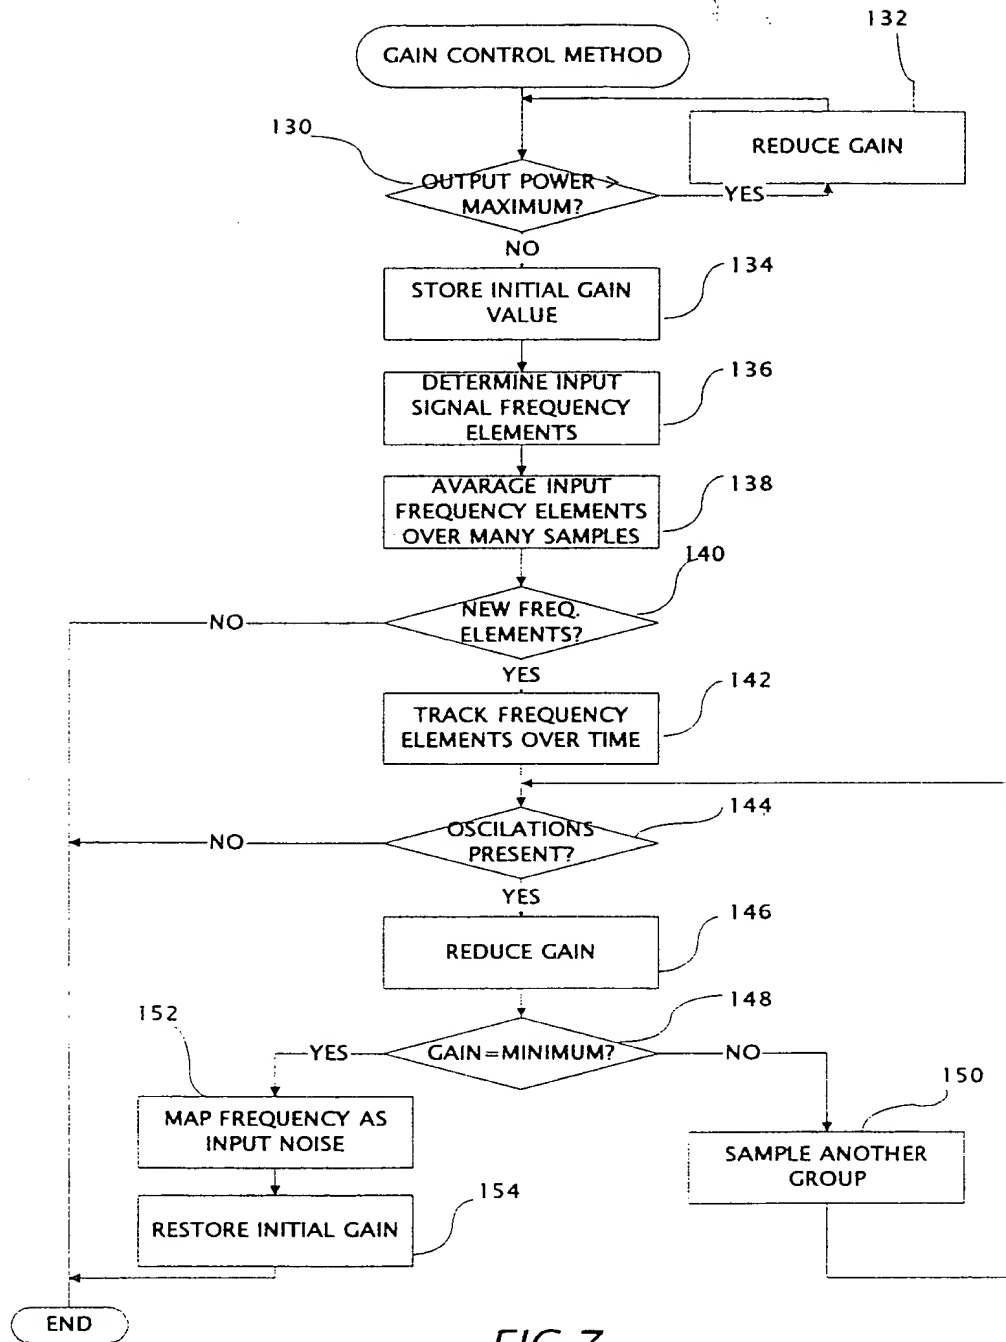 132
GAIN CONTROL METHOD
130
REDUCE GAIN
OUTPUT POWER >
MAXIMUM?
YES
NO
134
STORE INITIAL GAIN
VALUE
136
DETERMINE INPUT
SIGNAL FREQUENCY
ELEMENTS
138
AVARAGE INPUT
FREQUENCY ELEMENTS
OVER MANY SAMPLES
140
NEW FREQ.
ELEMENTS?
NO
YES
142
TRACK FREQUENCY
ELEMENTS OVER TIME
144
OSCILATIONS
PRESENT?
NO
YES
146
REDUCE GAIN
148
152
GAIN=MINIMUM?
YES
NO
150
MAP FREQUENCY AS
INPUT NOISE
SAMPLE ANOTHER
GROUP
154
RESTORE INITIAL GAIN
END
FIG.7